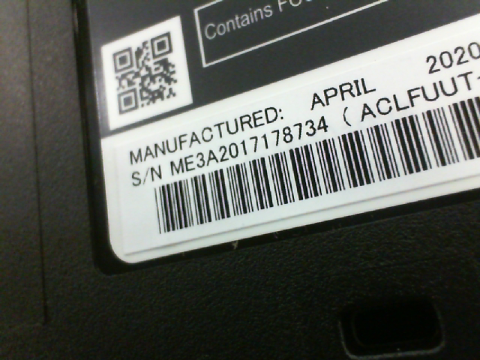 Contains
MANUFACTURED: APRIL 2020
S/N ME3A2017178734 ( ACLFUUT-